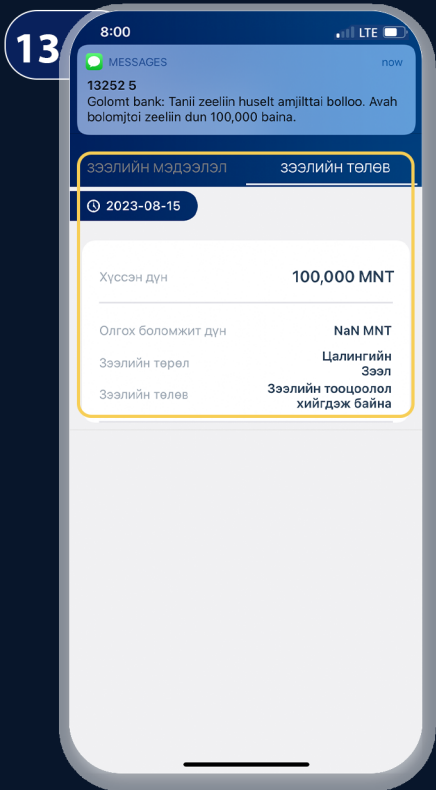 13
8:00
LTE
MESSAGES
now
13252 5
Golomt bank: Tanii zeeliin huselt amjilttai bolloo. Avah
bolomjtoi zeeliin dun 100,000 baina.
ЗЭЭЛИЙН МЭДЭЭЛЭЛ
ЗЭЭЛИЙН ТӨЛӨВ
2023-08-15
Хүссэн дүн
100,000 MNT
Олгох боломжит дүн
NaN MNT
Зээлийн төрөл
Цалингийн
Зээл
Зээлийн төлөв
Зээлийн тооцоолол
хийгдэж байна